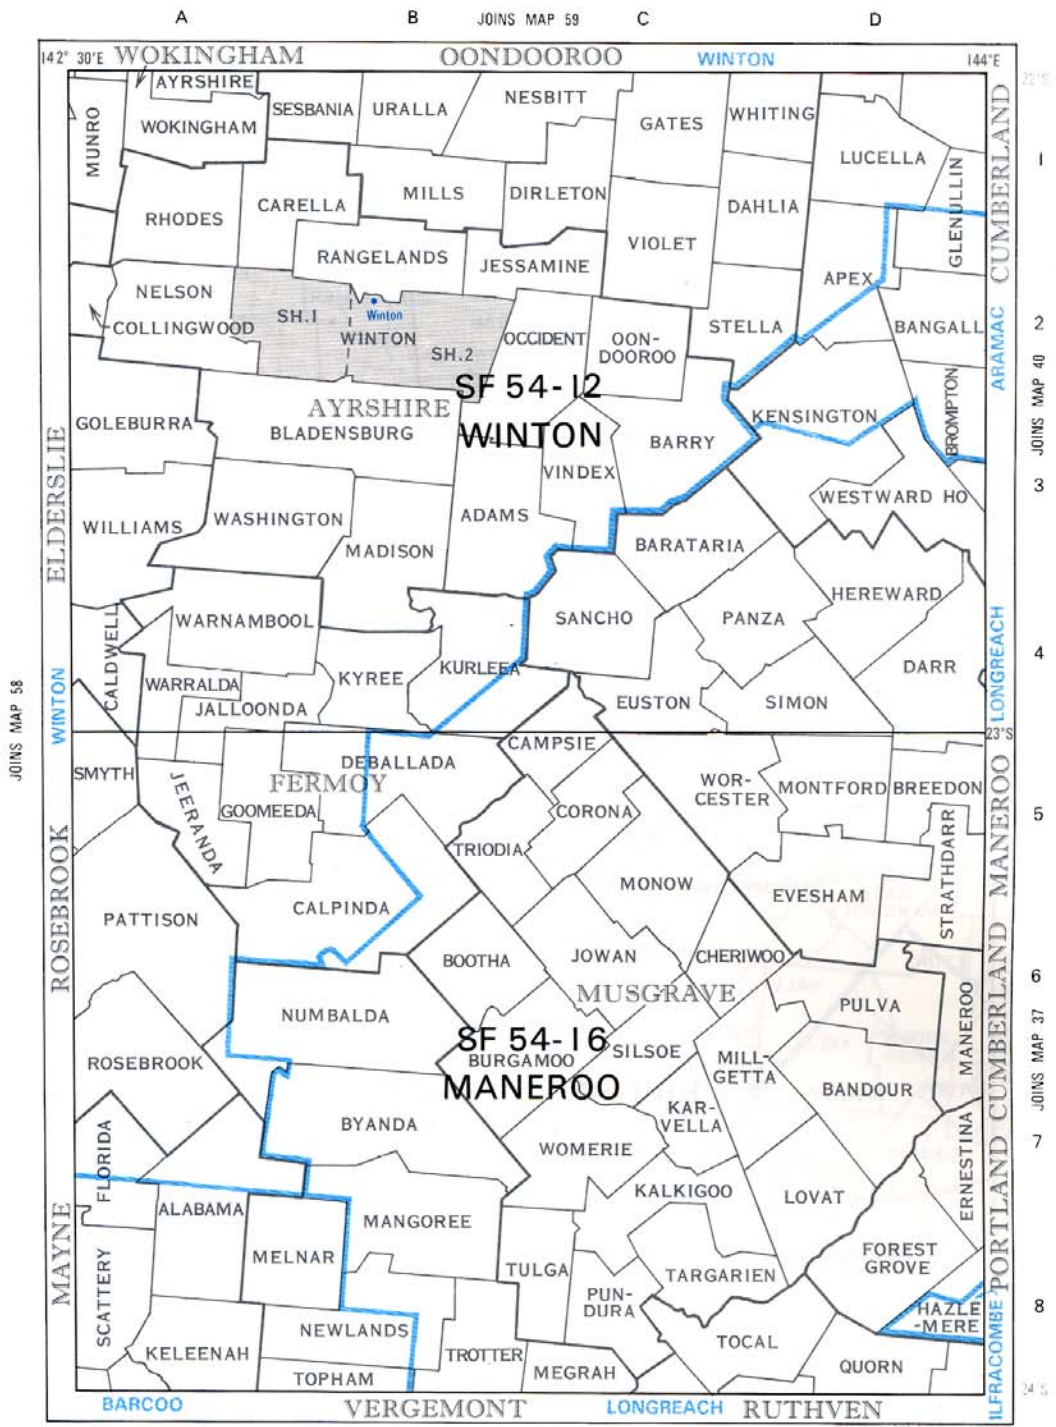 A B JOINS MAP 59 C D
142° 30'E WOKINGHAM OONDOOROO WINTON 144°E
22°S
AYRSHIRE
SESBANIA URALLA NESBITT
WHITING
WOKINGHAM GATES
MUNRO
LUCELLA
1
CUMBERLAND
MILLS DIRLETON
RHODES CARELLA DAHLIA
GLENULLIN
VIOLET
RANGELANDS JESSAMINE
APEX
NELSON
SH.1 Winton
COLLINGWOOD WINTON OCCIDENT OON-
DOOROO
STELLA BANGALL 2
SH.2
ARAMAC
JOINS MAP 40
SF 54-12
AYRSHIRE
WINTON
GOLEBURRA BLADENSBURG BARRY KENSINGTON BROMPTON
VINDEX
3
WESTWARD HO
ELDERSLIE
WILLIAMS WASHINGTON ADAMS
MADISON BARATARIA
HEREWARD
WARNAMBOOL SANCHO PANZA
CALDWELL
LONGREACH
4
KURLEEA DARR
WARRALDA KYREE
JALLOONDA EUSTON SIMON
JOINS MAP 58
WINTON
23°S
CAMPSIE
DEBALLADA
SMYTH FERMOY WOR-
CESTER
MONTFORD BREEDON
JEERANDA
GOOMEEDA CORONA 5
MANEROO
STRATHDARR
TRIODIA
MONOW EVESHAM
ROSEBROOK
PATTISON CALPINDA
BOOTHA JOWAN CHERIWOO
6
MUSGRAVE PULVA
NUMBALDA
MANEROO
CUMBERLAND
JOINS MAP 37
SF 54-16
ROSEBROOK BURGAMOO SILSOE MILL-
GETTA
MANEROO BANDOUR
KAR-
VELLA
BYANDA
WOMERIE 7
FLORIDA
ERNESTINA
KALKIGOO LOVAT
ALABAMA MANGOREE
PORTLAND
MAYNE
MELNAR FOREST
GROVE
SCATTERY
TULGA TARGARIEN
PUN-
DURA
HAZLE
-MERE
8
NEWLANDS
TOCAL
KELEENAH TROTTER
MEGRAH QUORN
TOPHAM
ILFRACOMBE
24°S
BARCOO VERGEMONT LONGREACH RUTHVEN